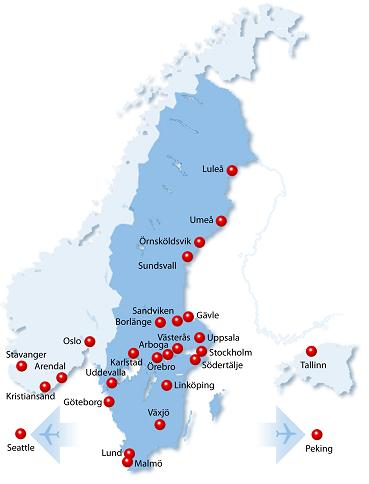 Luleå
Umeå
Örnsköldsvik
Sundsvall
Sandviken
Gävle
Borlänge
Västerås
Uppsala
Oslo
Arboga
Stockholm
Stavanger
Karlstad
Örebro
Södertälje
Tallinn
Arendal
Uddevalla
Linköping
Kristiansand
Göteborg
Växjö
Seattle
Peking
Lund
Malmö